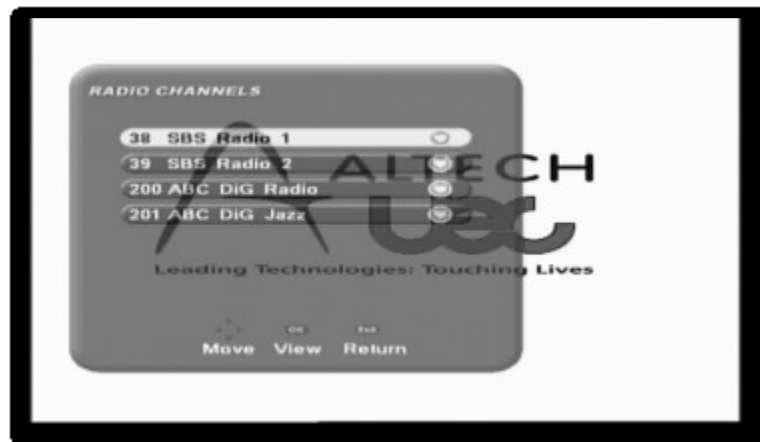 RADIO CHANNELS
38 SBS Radio 1
39 SBS Radio 2
200 ABC DiG Radio
201 ABC DiG Jazz
ALTECH
UEC
Leading Technologies: Touching Lives
OK Exit
Move View Return